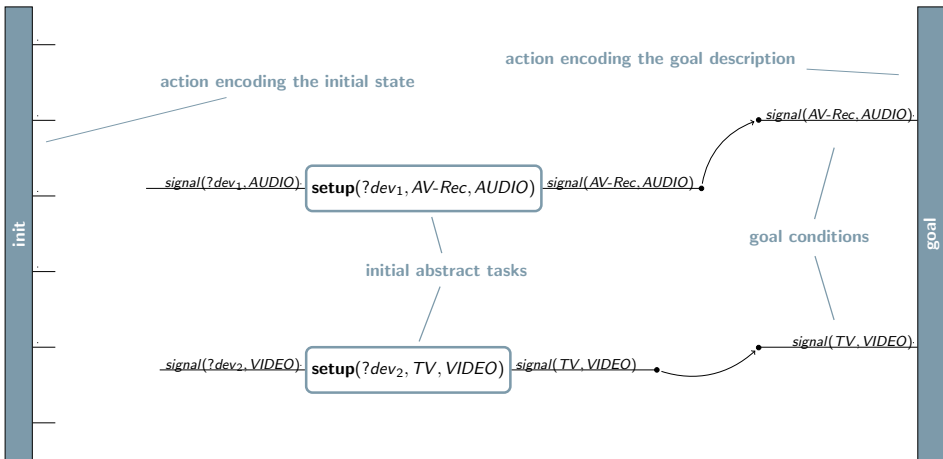 action encoding the goal description
action encoding the initial state
signal(AV-Rec, AUDIO)
signal(?dev₁, AUDIO)
setup(?dev₁, AV-Rec, AUDIO)
signal(AV-Rec, AUDIO)
init
goal
goal conditions
initial abstract tasks
signal(TV, VIDEO)
signal(?dev₂, VIDEO)
setup(?dev₂, TV, VIDEO)
signal(TV, VIDEO)